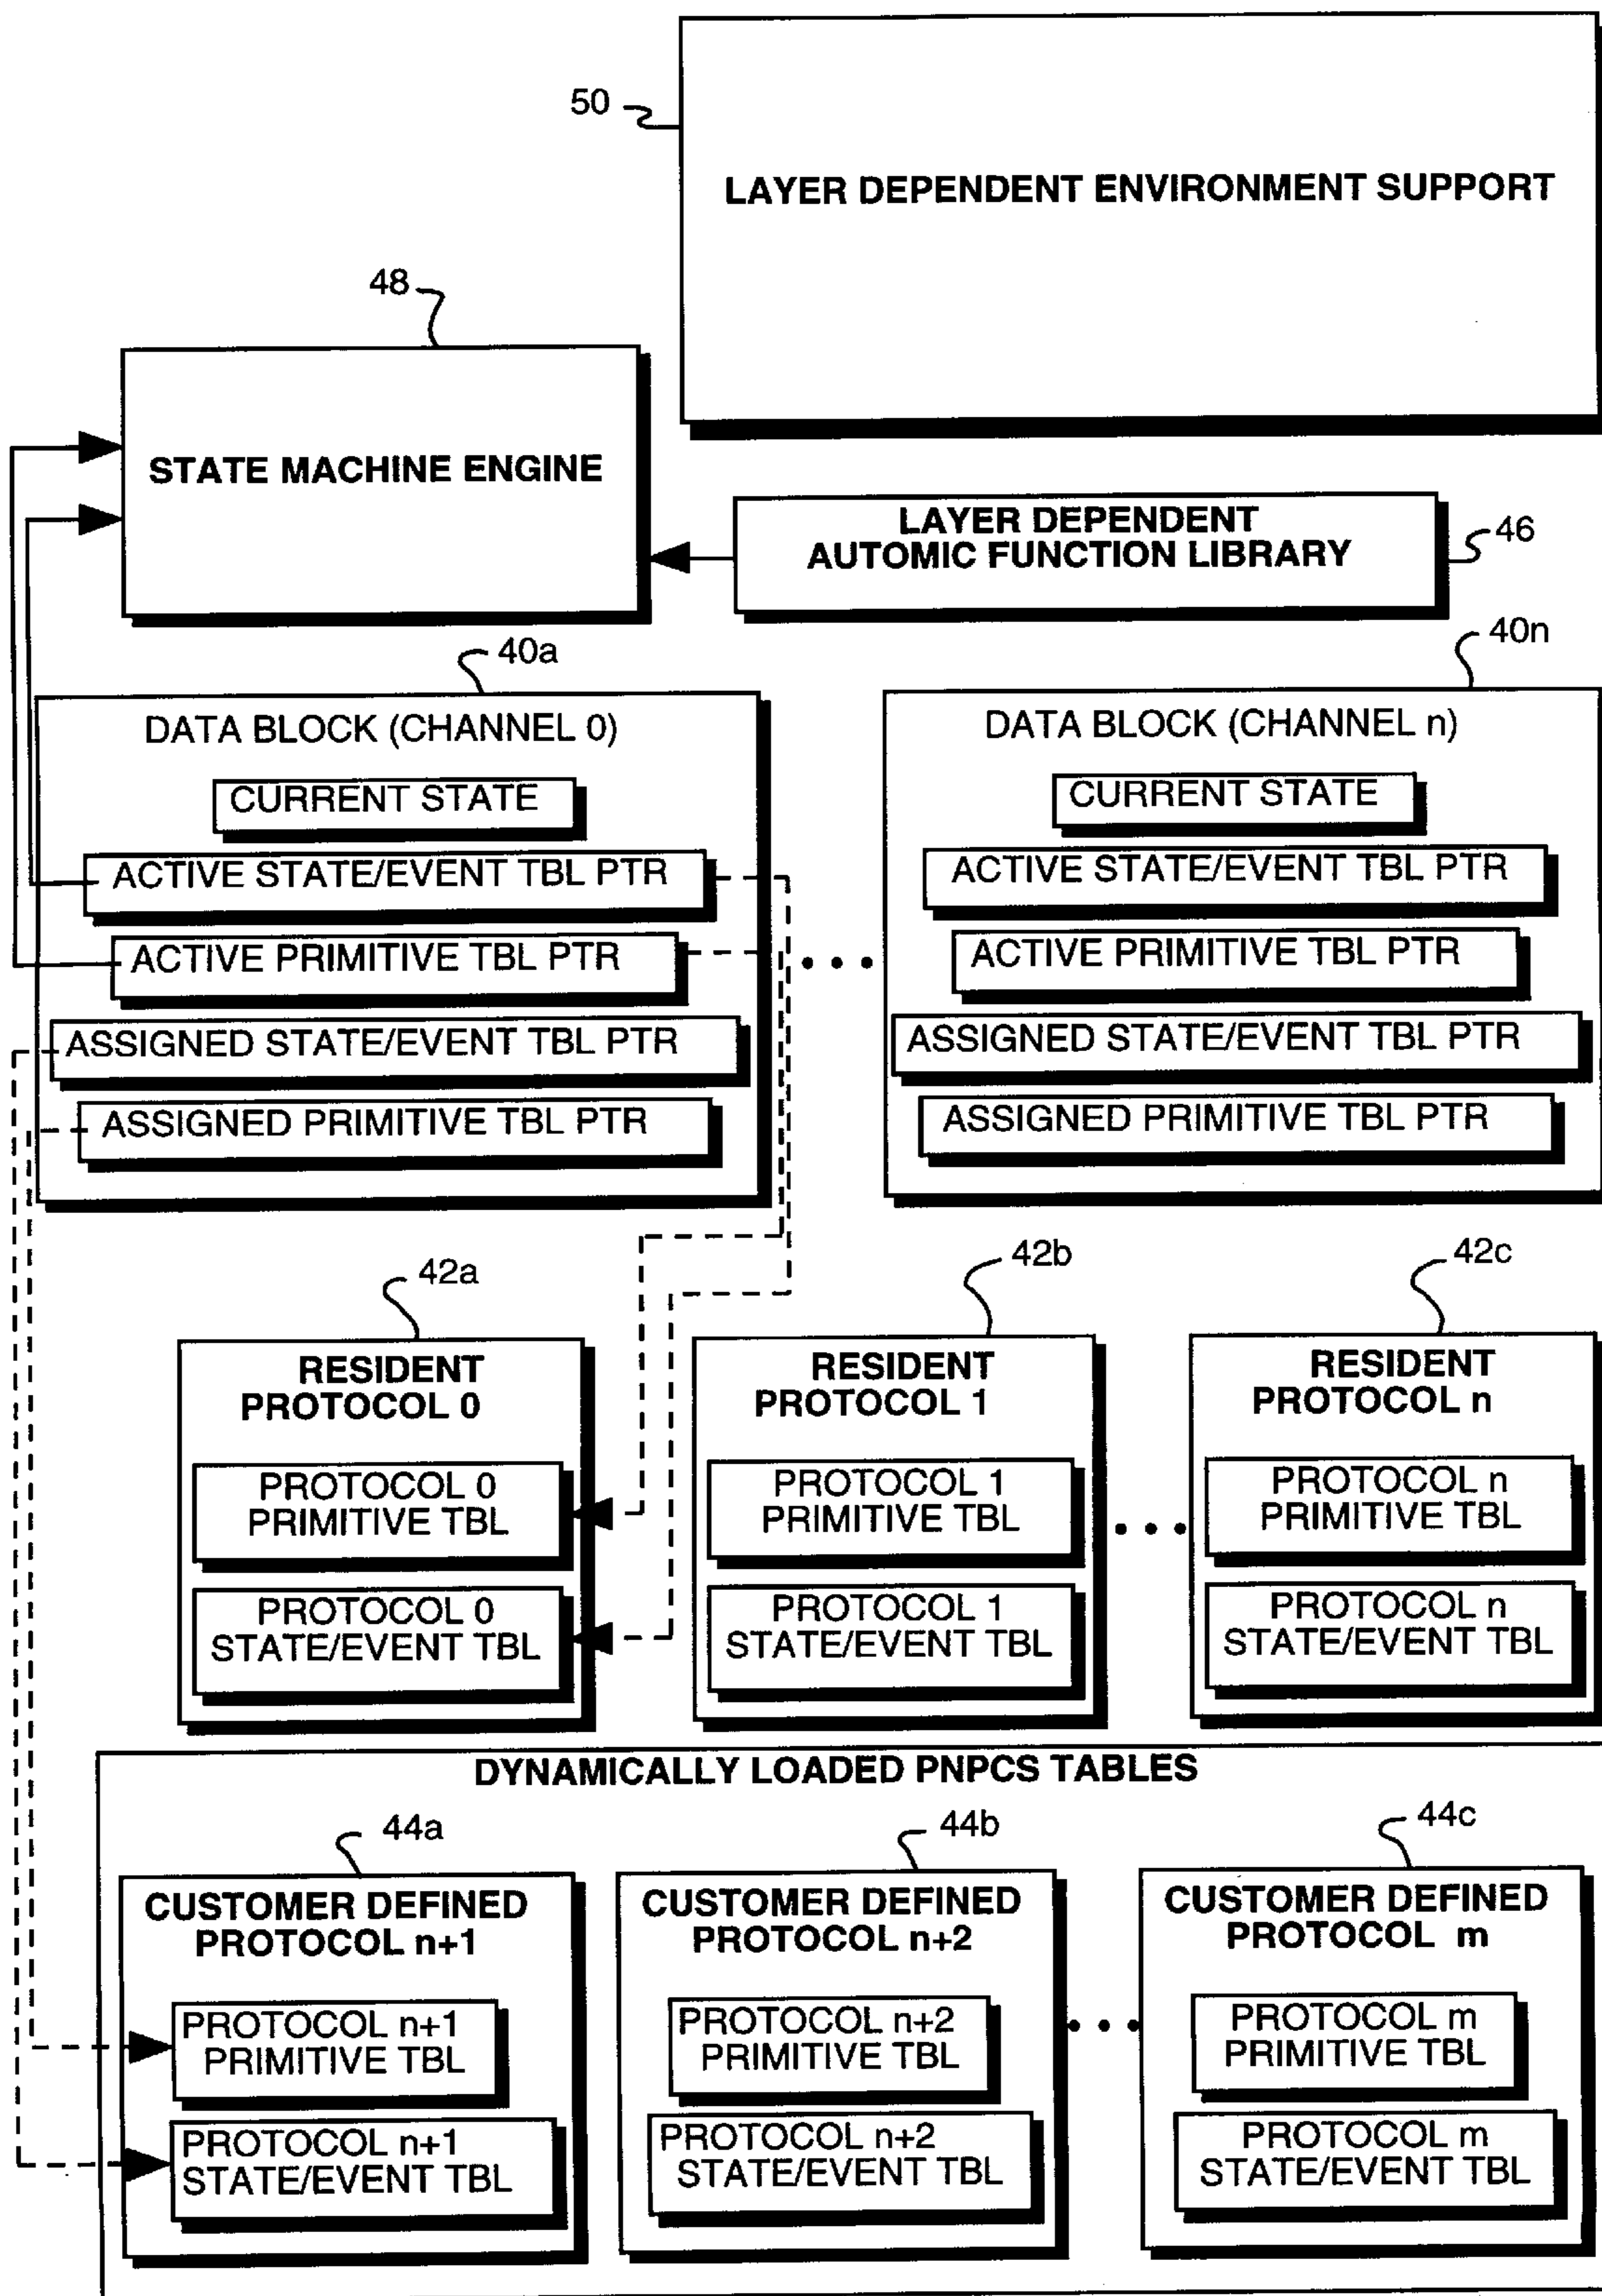 50
LAYER DEPENDENT ENVIRONMENT SUPPORT
48
STATE MACHINE ENGINE
LAYER DEPENDENT
AUTOMIC FUNCTION LIBRARY
46
40a
DATA BLOCK (CHANNEL 0)
CURRENT STATE
ACTIVE STATE/EVENT TBL PTR
ACTIVE PRIMITIVE TBL PTR
ASSIGNED STATE/EVENT TBL PTR
ASSIGNED PRIMITIVE TBL PTR
40n
DATA BLOCK (CHANNEL n)
CURRENT STATE
ACTIVE STATE/EVENT TBL PTR
ACTIVE PRIMITIVE TBL PTR
ASSIGNED STATE/EVENT TBL PTR
ASSIGNED PRIMITIVE TBL PTR
42a
RESIDENT
PROTOCOL 0
PROTOCOL 0
PRIMITIVE TBL
PROTOCOL 0
STATE/EVENT TBL
42b
RESIDENT
PROTOCOL 1
PROTOCOL 1
PRIMITIVE TBL
PROTOCOL 1
STATE/EVENT TBL
42c
RESIDENT
PROTOCOL n
PROTOCOL n
PRIMITIVE TBL
PROTOCOL n
STATE/EVENT TBL
DYNAMICALLY LOADED PNPCS TABLES
44a
CUSTOMER DEFINED
PROTOCOL n+1
PROTOCOL n+1
PRIMITIVE TBL
PROTOCOL n+1
STATE/EVENT TBL
44b
CUSTOMER DEFINED
PROTOCOL n+2
PROTOCOL n+2
PRIMITIVE TBL
PROTOCOL n+2
STATE/EVENT TBL
44c
CUSTOMER DEFINED
PROTOCOL m
PROTOCOL m
PRIMITIVE TBL
PROTOCOL m
STATE/EVENT TBL